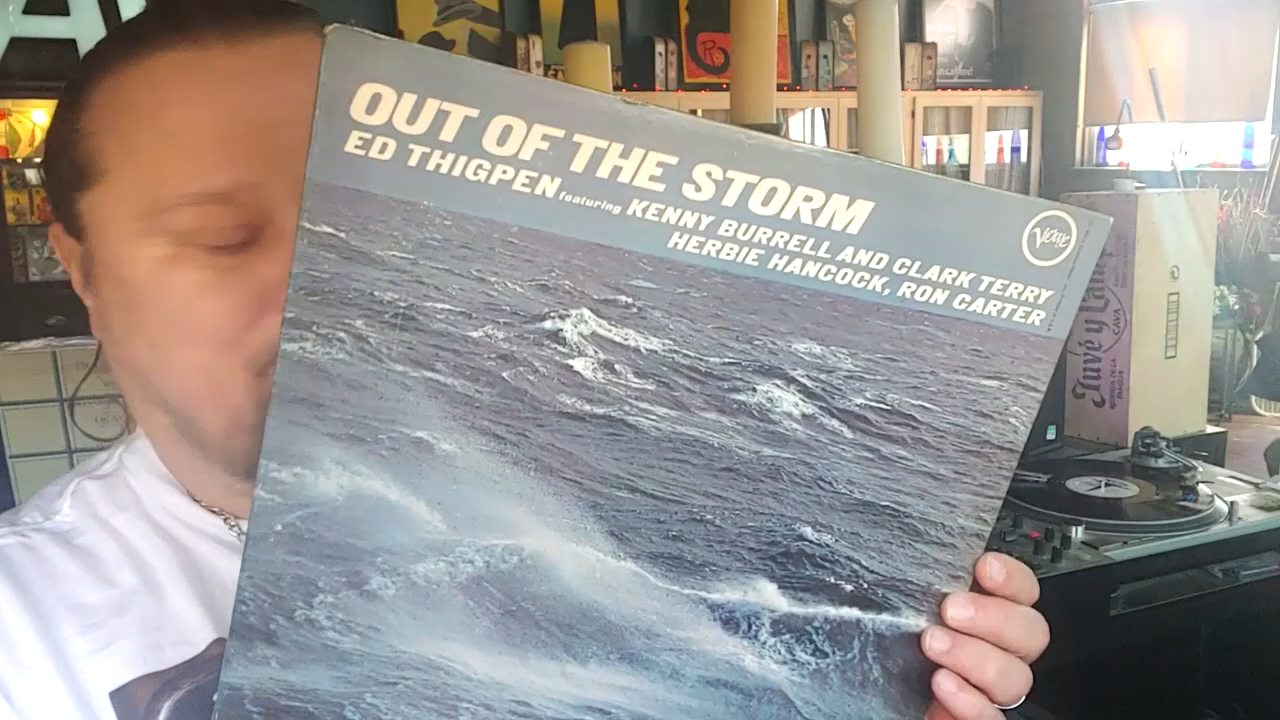 OUT OF THE STORM
ED THIGPEN featuring KENNY BURRELL AND CLARK TERRY
HERBIE HANCOCK, RON CARTER
Verve
Juvé y Camps
CAVA